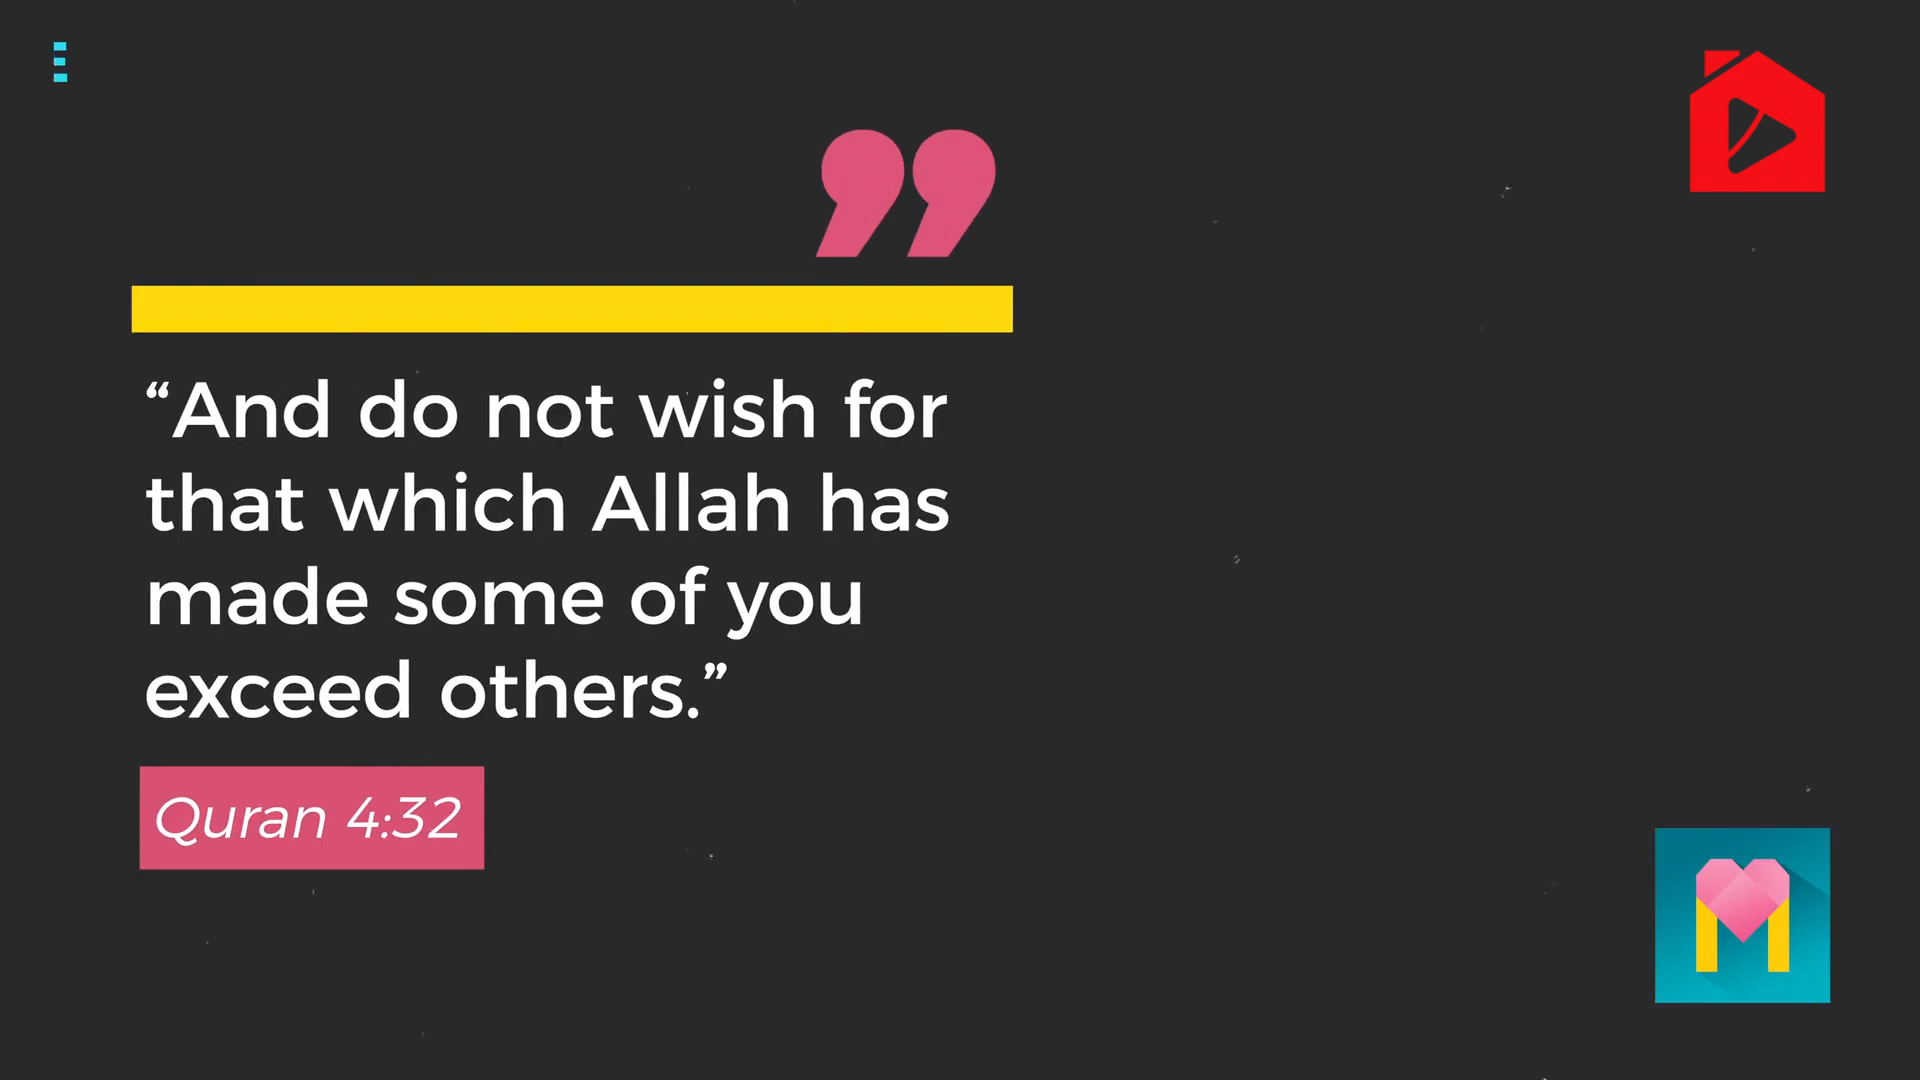 “And do not wish for
that which Allah has
made some of you
exceed others.”
Quran 4:32